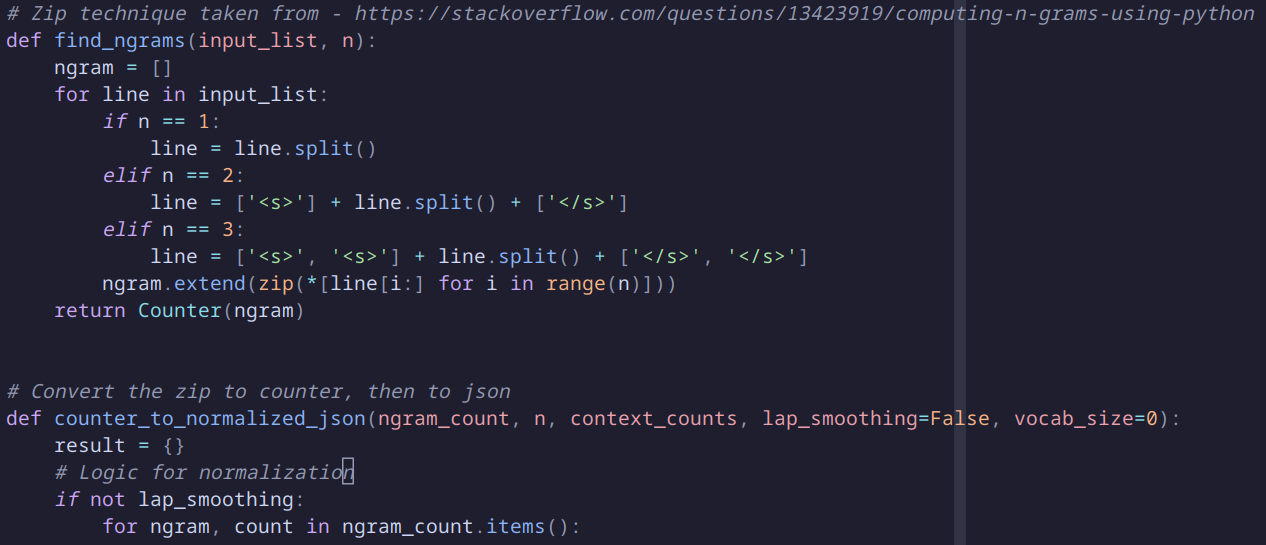 # Zip technique taken from - https://stackoverflow.com/questions/13423919/computing-n-grams-using-python
def find_ngrams(input_list, n):
    ngram = []
    for line in input_list:
        if n == 1:
            line = line.split()
        elif n == 2:
            line = ['<s>'] + line.split() + ['</s>']
        elif n == 3:
            line = ['<s>', '<s>'] + line.split() + ['</s>', '</s>']
        ngram.extend(zip(*[line[i:] for i in range(n)]))
    return Counter(ngram)


# Convert the zip to counter, then to json
def counter_to_normalized_json(ngram_count, n, context_counts, lap_smoothing=False, vocab_size=0):
    result = {}
    # Logic for normalization
    if not lap_smoothing:
        for ngram, count in ngram_count.items():